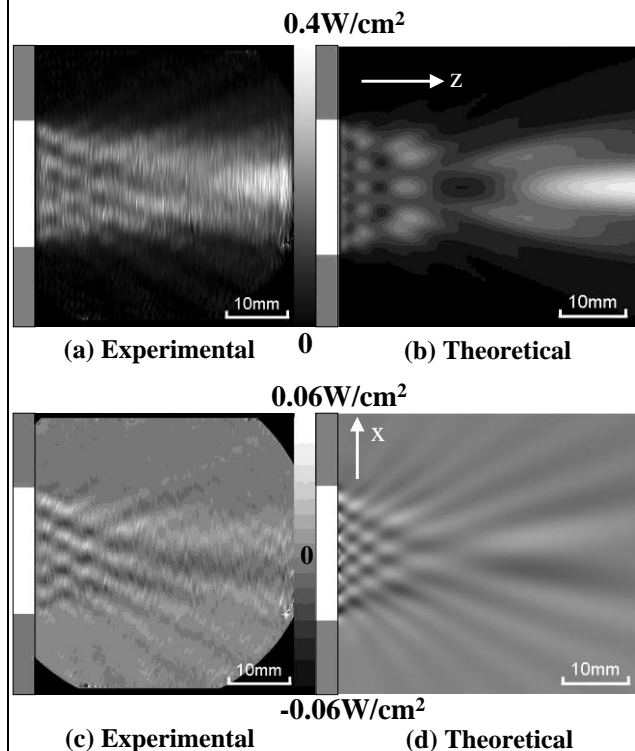 0.4W/cm²
z
10mm
10mm
(a) Experimental
0
(b) Theoretical
0.06W/cm²
x
0
10mm
10mm
-0.06W/cm²
(c) Experimental
(d) Theoretical